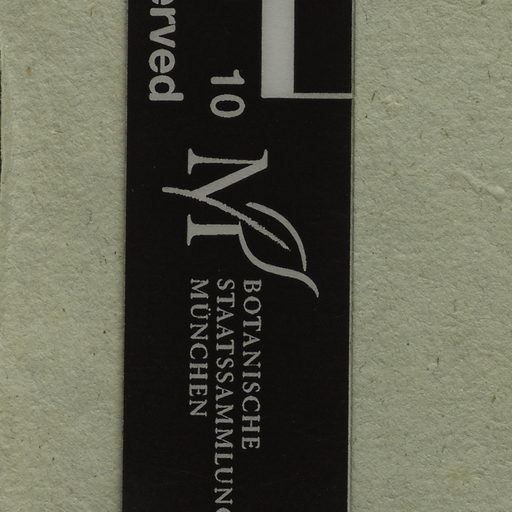 erved
10
M
BOTANISCHE
STAATSSAMMLUNG
MÜNCHEN